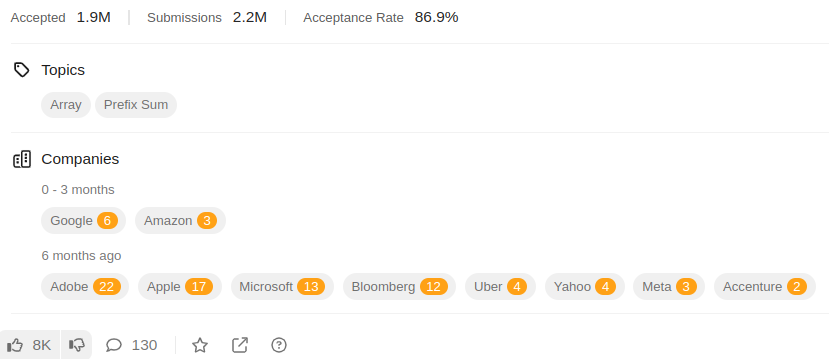 Accepted 1.9M Submissions 2.2M Acceptance Rate 86.9%
Topics
Array Prefix Sum
Companies
0 - 3 months
Google 6 Amazon 3
6 months ago
Adobe 22 Apple 17 Microsoft 13 Bloomberg 12 Uber 4 Yahoo 4 Meta 3 Accenture 2
8K 130